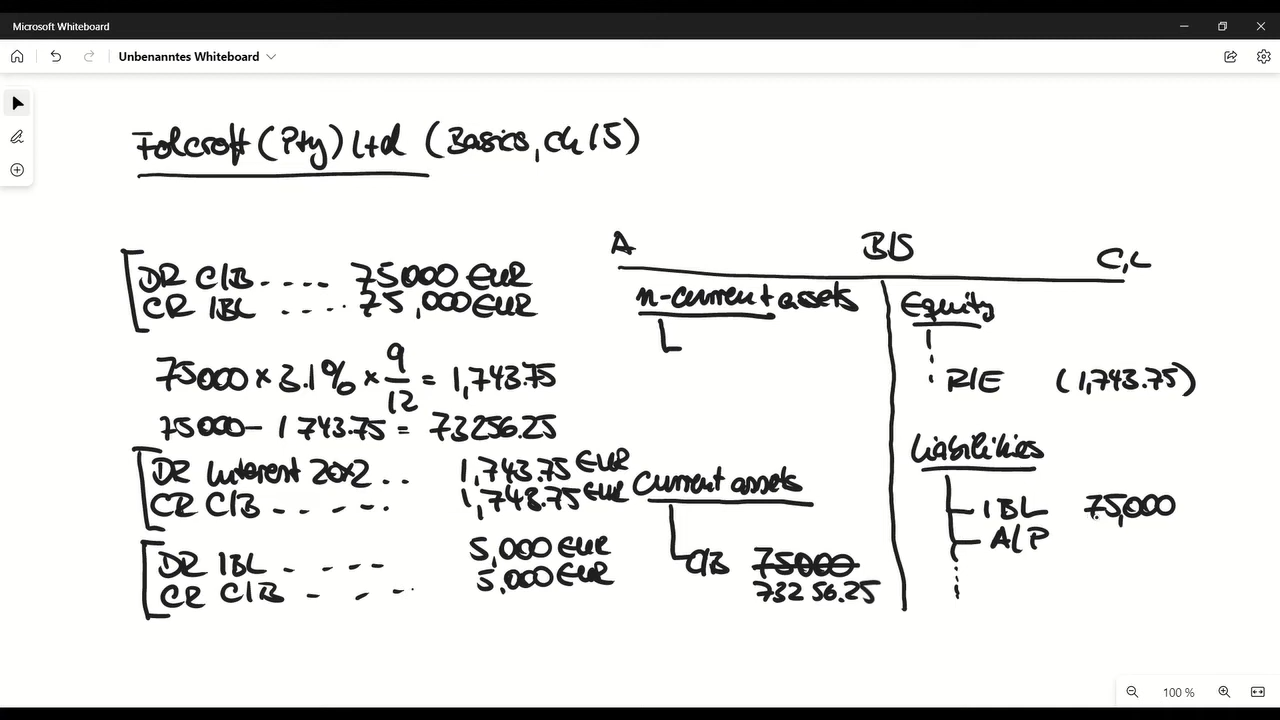 Microsoft Whiteboard
Unbenanntes Whiteboard
Folcroft (Pty) Ltd (Basics, Ch 15)
DR C/B .... 75000 EUR
CR IBL .... 75,000 EUR
75000 × 3.1% × 9/12 = 1,743.75
75000 - 1743.75 = 73256.25
DR Interest 20X2 .. 1,743.75 EUR
CR C/B - - - - . 1,743.75 EUR
DR IBL - - - - 5,000 EUR
CR C/B - - - .. 5,000 EUR
A B/S C, L
n-current assets
Current assets
C/B 75000
73256.25
Equity
R/E (1,743.75)
Liabilities
IBL 75,000
A/P
100 %